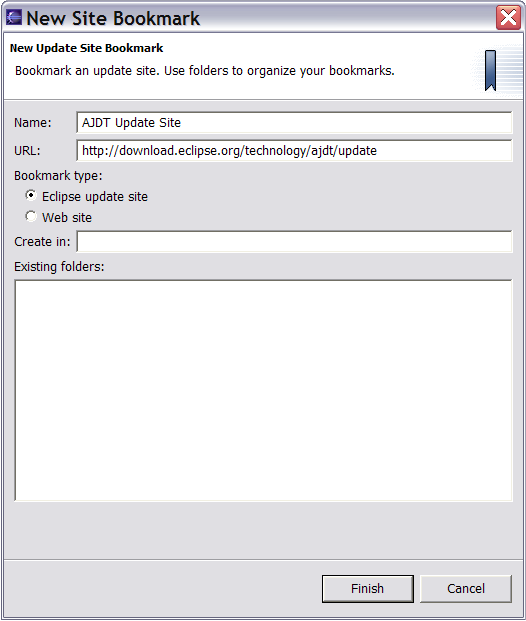 New Site Bookmark
New Update Site Bookmark
Bookmark an update site. Use folders to organize your bookmarks.
Name: AJDT Update Site
URL: http://download.eclipse.org/technology/ajdt/update
Bookmark type:
Eclipse update site
Web site
Create in:
Existing folders:
Finish Cancel